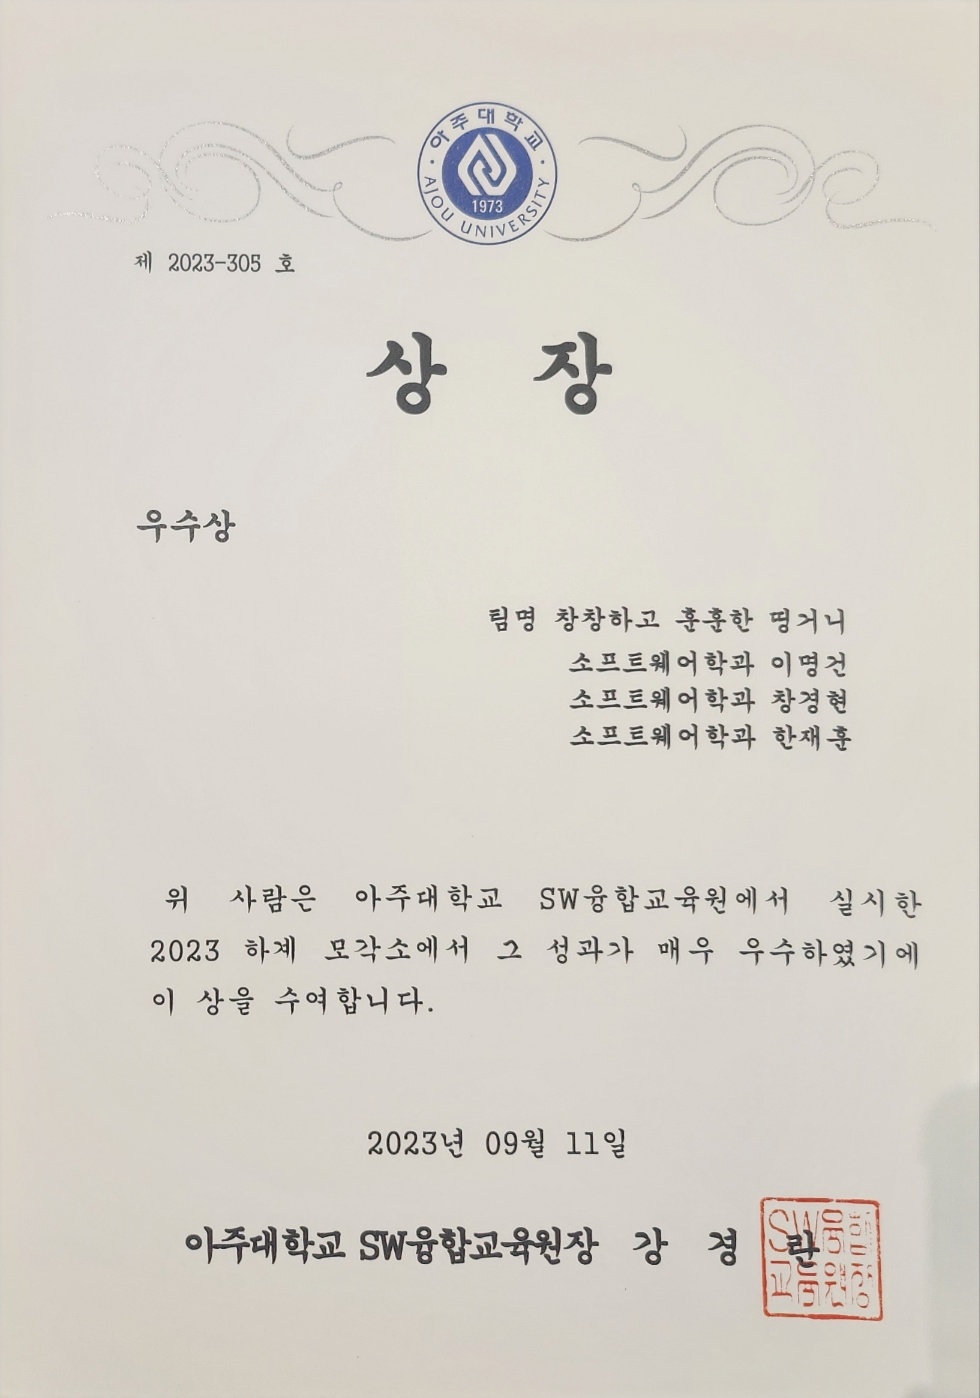 아주대학교
AJOU UNIVERSITY
1973
제 2023-305 호
상 장
우수상
팀명 창창하고 훈훈한 띵거니
소프트웨어학과 이명건
소프트웨어학과 창경현
소프트웨어학과 한재훈
위 사람은 아주대학교 SW융합교육원에서 실시한
2023 하계 모각소에서 그 성과가 매우 우수하였기에
이 상을 수여합니다.
2023년 09월 11일
아주대학교 SW융합교육원장 강 경 란
SW융합
교육원장